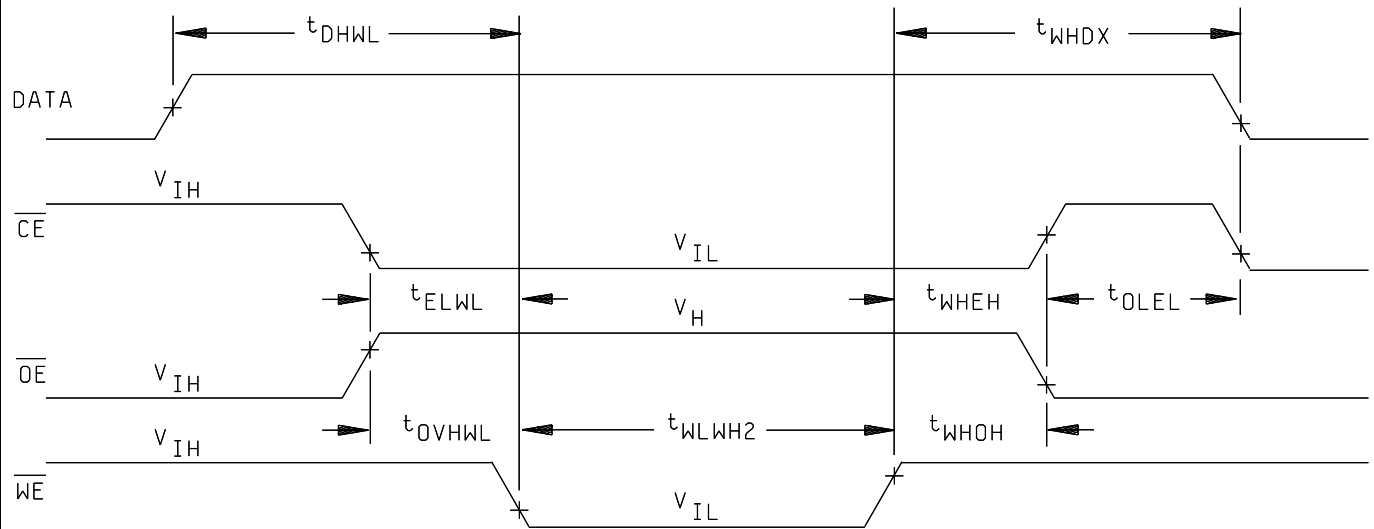 tDHWL
tWHDX
DATA
VIH
CE
VIL
tELWL
VH
tWHEH
tOLEL
OE
VIH
tOVHWL
tWLWH2
tWHOH
VIH
WE
VIL